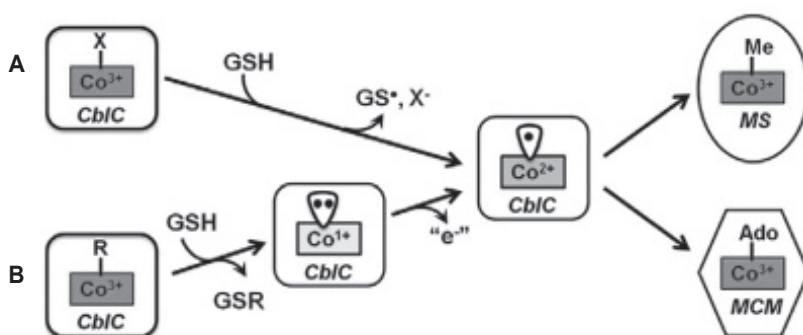 A
X
Co³⁺
CblC
GSH
GS•, X⁻
Me
Co³⁺
MS
Co²⁺
CblC
B
R
Co³⁺
CblC
GSH
GSR
Co¹⁺
CblC
"e⁻"
Ado
Co³⁺
MCM